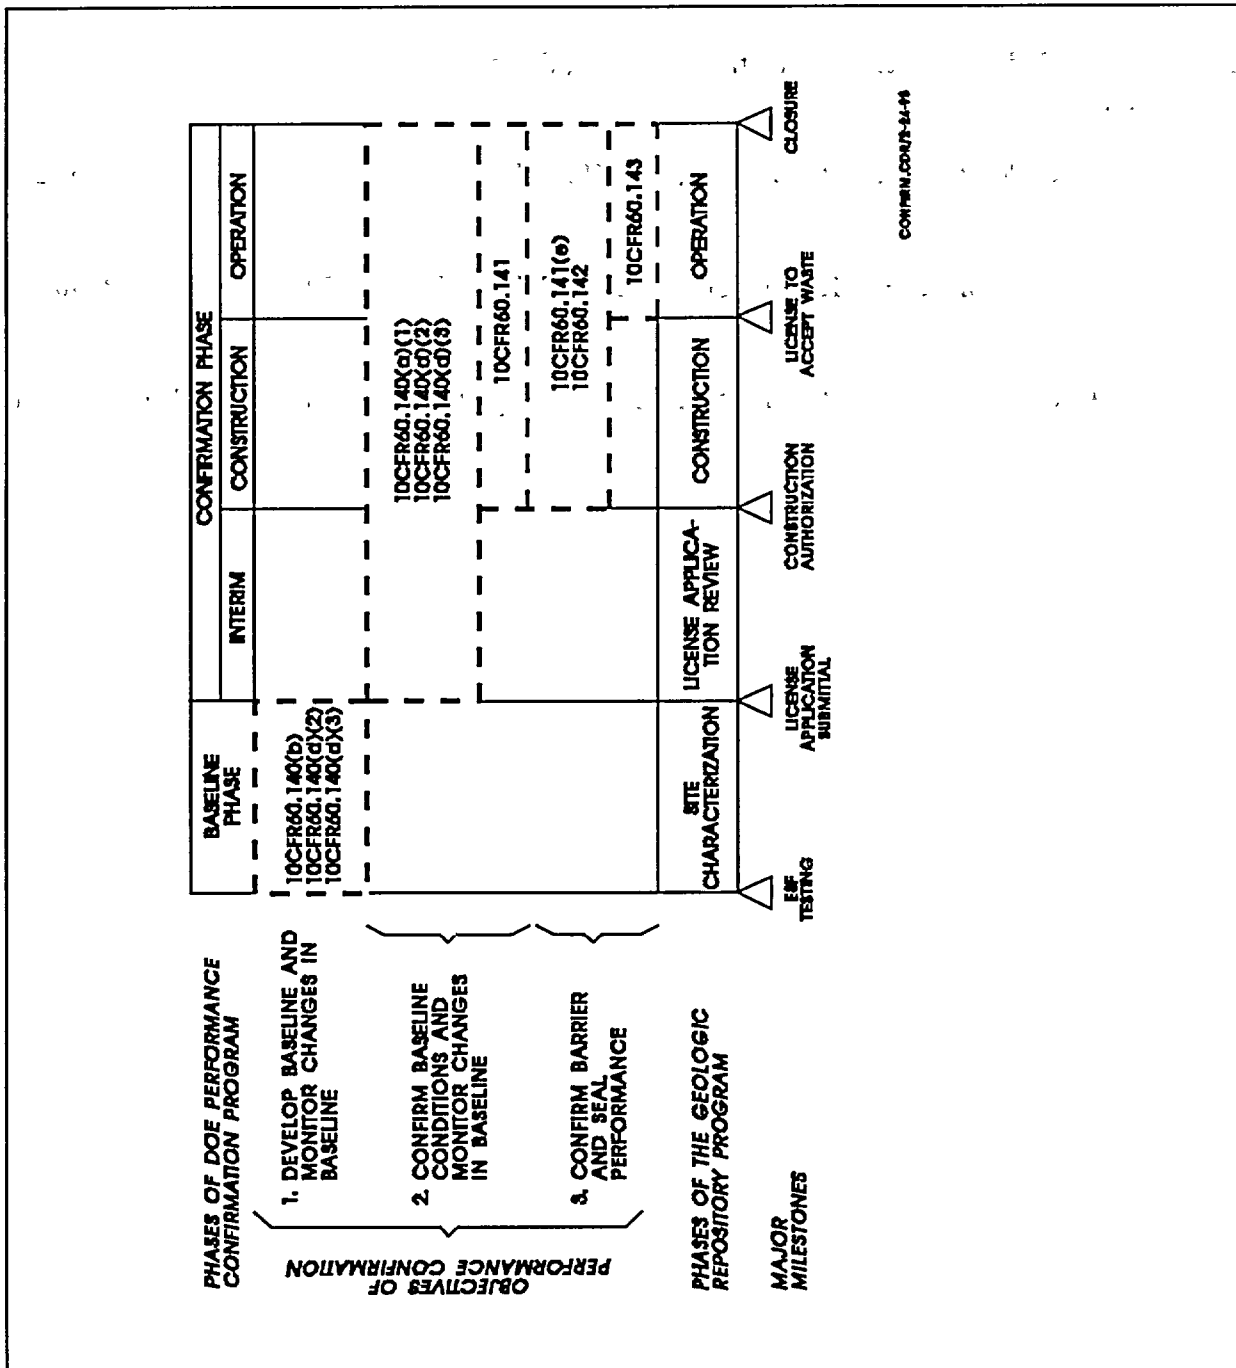 PHASES OF DOE PERFORMANCE
CONFIRMATION PROGRAM
BASELINE
PHASE
CONFIRMATION PHASE
INTERIM
CONSTRUCTION
OPERATION
OBJECTIVES OF
PERFORMANCE CONFIRMATION
1. DEVELOP BASELINE AND
MONITOR CHANGES IN
BASELINE
10CFR60.140(b)
10CFR60.140(d)(2)
10CFR60.140(d)(3)
2. CONFIRM BASELINE
CONDITIONS AND
MONITOR CHANGES
IN BASELINE
10CFR60.140(a)(1)
10CFR60.140(d)(2)
10CFR60.140(d)(3)
10CFR60.141
3. CONFIRM BARRIER
AND SEAL
PERFORMANCE
10CFR60.141(e)
10CFR60.142
10CFR60.143
PHASES OF THE GEOLOGIC
REPOSITORY PROGRAM
SITE
CHARACTERIZATION
LICENSE APPLICA-
TION REVIEW
CONSTRUCTION
OPERATION
MAJOR
MILESTONES
ESF
TESTING
LICENSE
APPLICATION
SUBMITTAL
CONSTRUCTION
AUTHORIZATION
LICENSE TO
ACCEPT WASTE
CLOSURE